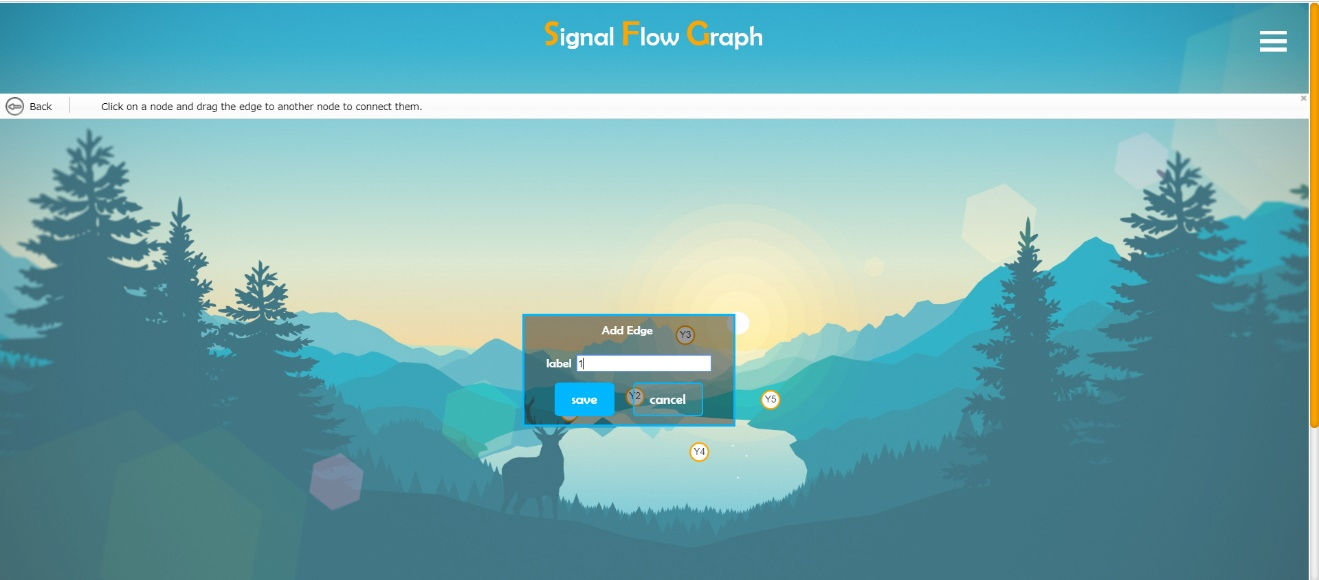 Signal Flow Graph
Back
Click on a node and drag the edge to another node to connect them.
Add Edge
Y3
label 1
save
Y2
cancel
Y5
Y4